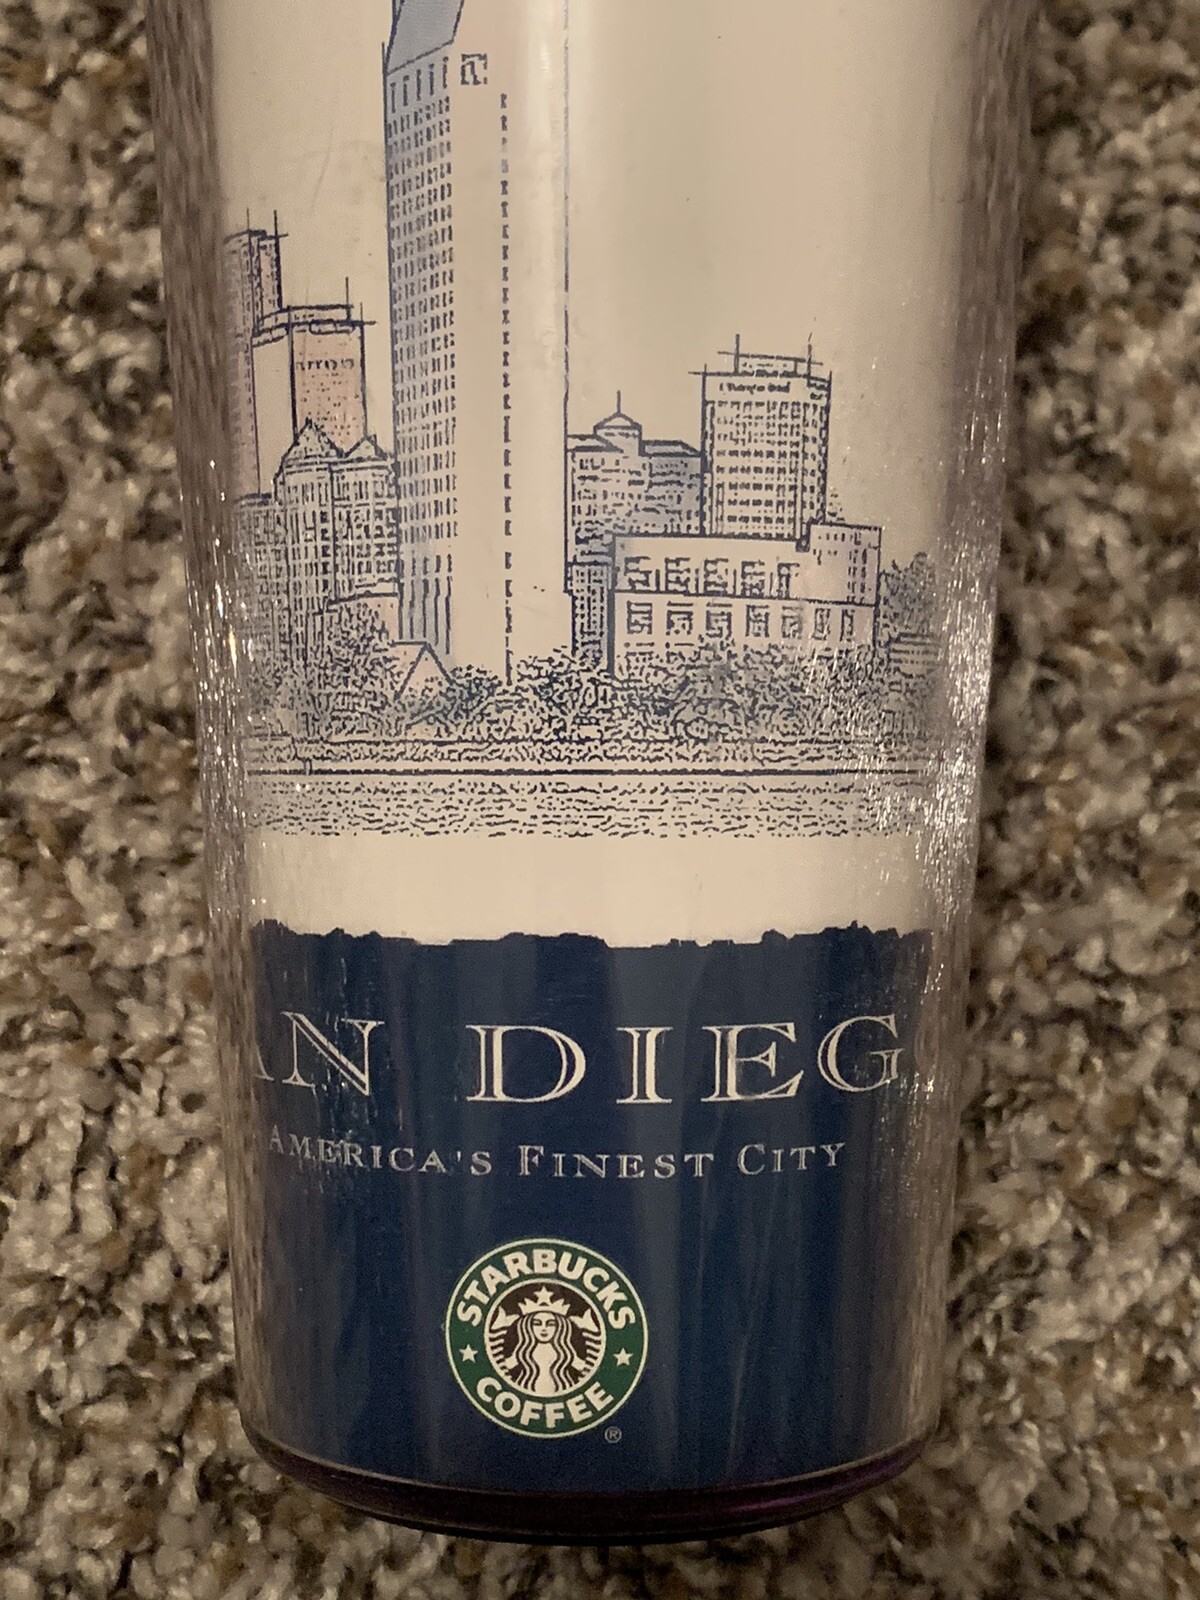 AN DIEG
AMERICA'S FINEST CITY
STARBUCKS
COFFEE
®